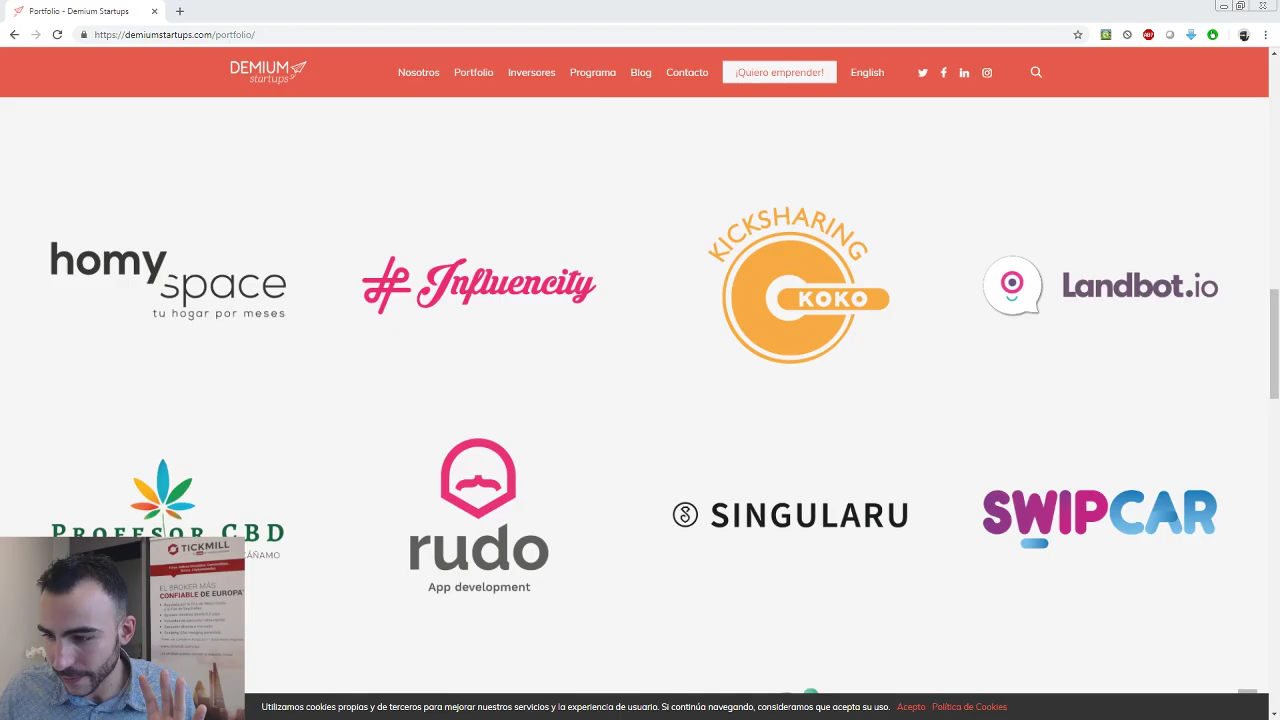 Portfolio - Demium Startups
https://demiumstartups.com/portfolio/
DEMIUM
startups
Nosotros
Portfolio
Inversores
Programa
Blog
Contacto
¡Quiero emprender!
English
homy
space
tu hogar por meses
#Influencity
KICKSHARING
KOKO
Landbot.io
PROFESOR CBD
CÁÑAMO
rudo
App development
SINGULARU
SWIPCAR
TICKMILL
EL BRÓKER MÁS
CONFIABLE DE EUROPA
Utilizamos cookies propias y de terceros para mejorar nuestros servicios y la experiencia de usuario. Si continúa navegando, consideramos que acepta su uso. Acepto Política de Cookies